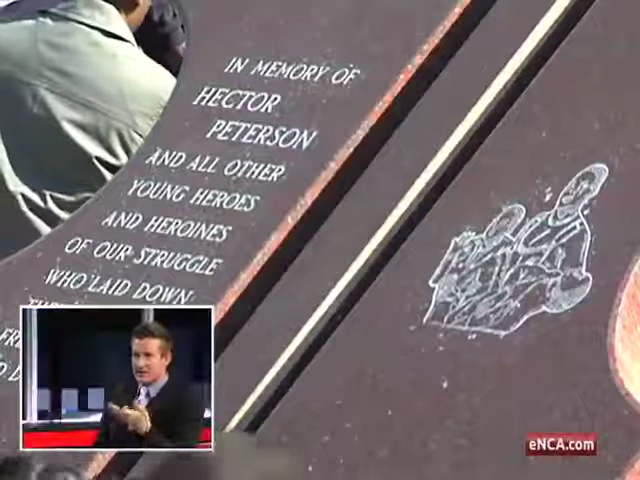 IN MEMORY OF
HECTOR
PETERSON
AND ALL OTHER
YOUNG HEROES
AND HEROINES
OF OUR STRUGGLE
WHO LAID DOWN
eNCA.com